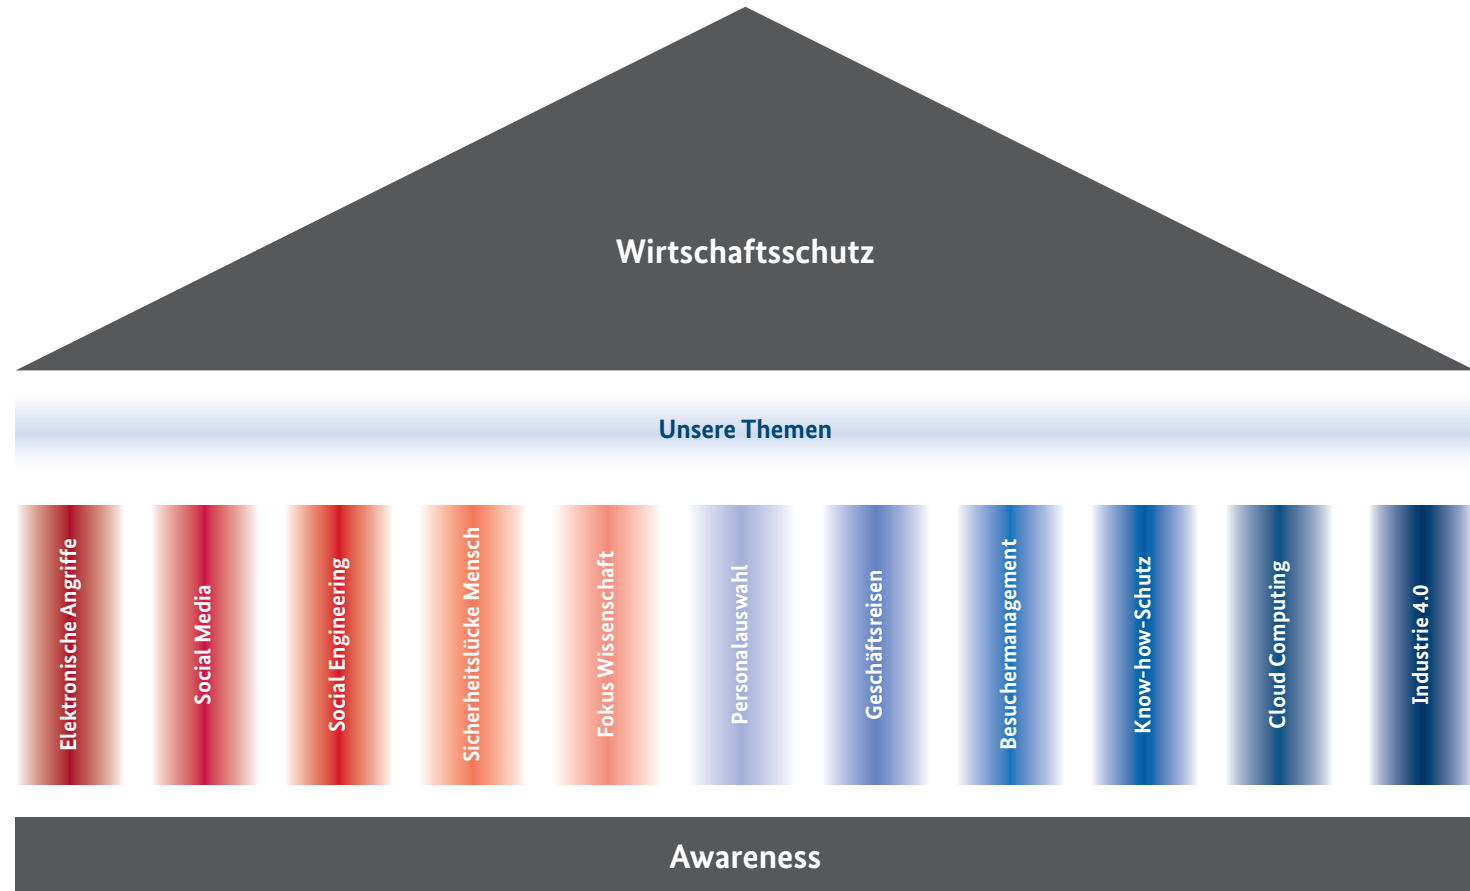 Wirtschaftsschutz
Unsere Themen
Elektronische Angriffe
Social Media
Social Engineering
Sicherheitslücke Mensch
Fokus Wissenschaft
Personalauswahl
Geschäftsreisen
Besuchermanagement
Know-how-Schutz
Cloud Computing
Industrie 4.0
Awareness